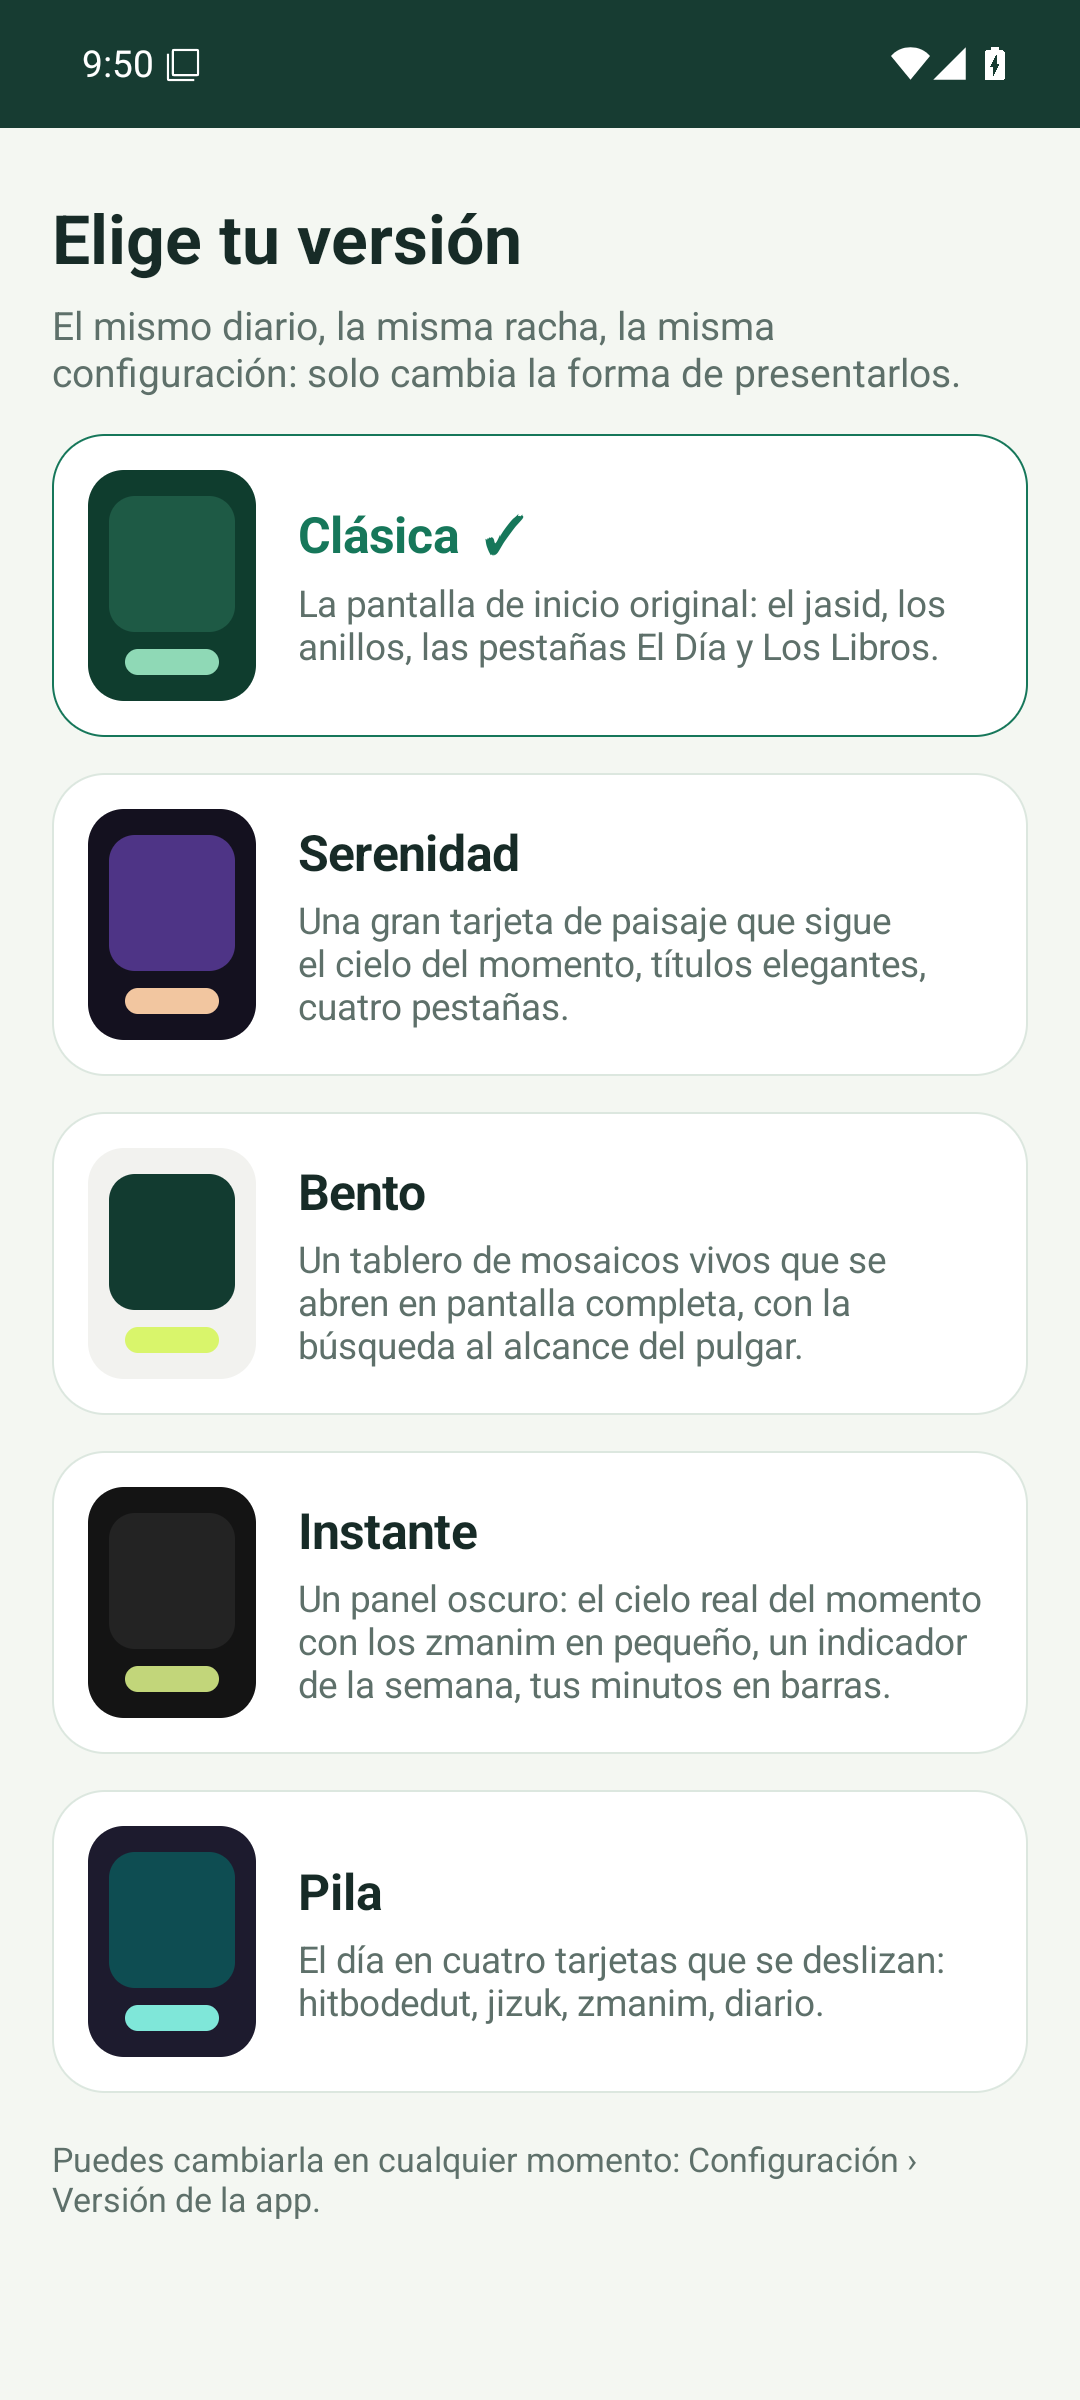 9:50
Elige tu versión
El mismo diario, la misma racha, la misma
configuración: solo cambia la forma de presentarlos.
Clásica ✓
La pantalla de inicio original: el jasid, los
anillos, las pestañas El Día y Los Libros.
Serenidad
Una gran tarjeta de paisaje que sigue
el cielo del momento, títulos elegantes,
cuatro pestañas.
Bento
Un tablero de mosaicos vivos que se
abren en pantalla completa, con la
búsqueda al alcance del pulgar.
Instante
Un panel oscuro: el cielo real del momento
con los zmanim en pequeño, un indicador
de la semana, tus minutos en barras.
Pila
El día en cuatro tarjetas que se deslizan:
hitbodedut, jizuk, zmanim, diario.
Puedes cambiarla en cualquier momento: Configuración ›
Versión de la app.